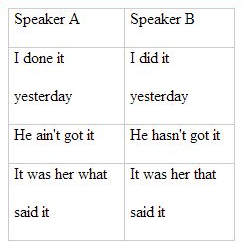 Speaker A Speaker B
I done it I did it
yesterday yesterday
He ain't got it He hasn't got it
It was her what It was her that
said it said it